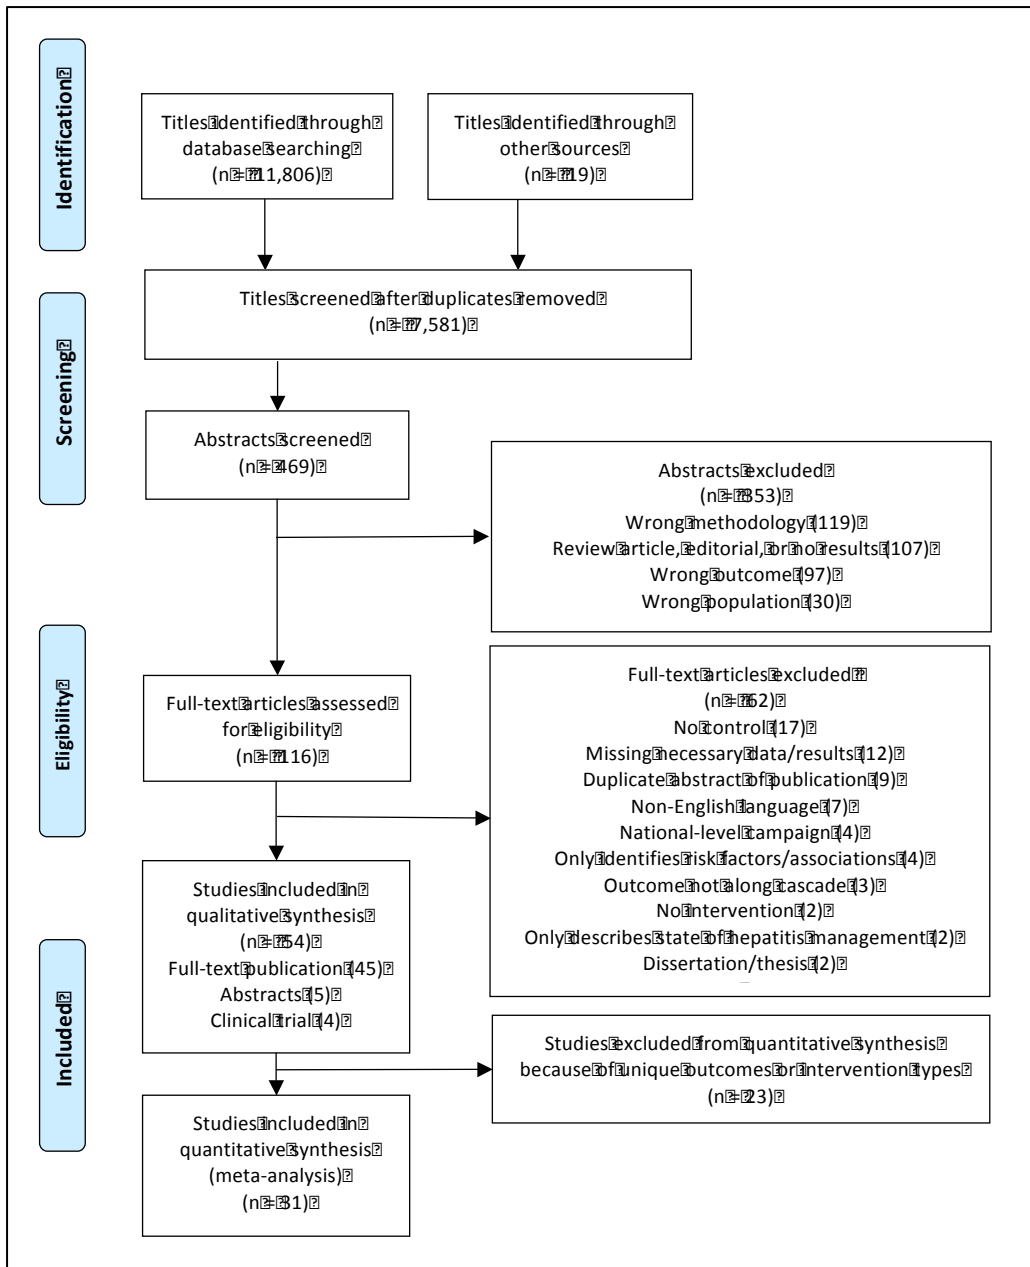 Identification
Titles identified through
database searching
(n = 11,806)
Titles identified through
other sources
(n = 19)
Screening
Titles screened after duplicates removed
(n = 7,581)
Abstracts screened
(n = 469)
Abstracts excluded
(n = 353)
Wrong methodology (119)
Review article, editorial, or no results (107)
Wrong outcome (97)
Wrong population (30)
Eligibility
Full-text articles assessed
for eligibility
(n = 116)
Full-text articles excluded
(n = 62)
No control (17)
Missing necessary data/results (12)
Duplicate abstract of publication (9)
Non-English language (7)
National-level campaign (4)
Only identifies risk factors/associations (4)
Outcome not along cascade (3)
No intervention (2)
Only describes state of hepatitis management (2)
Dissertation/thesis (2)
Included
Studies included in
qualitative synthesis
(n = 54)
Full-text publication (45)
Abstracts (5)
Clinical trial (4)
Studies excluded from quantitative synthesis
because of unique outcomes or intervention types
(n = 23)
Studies included in
quantitative synthesis
(meta-analysis)
(n = 31)